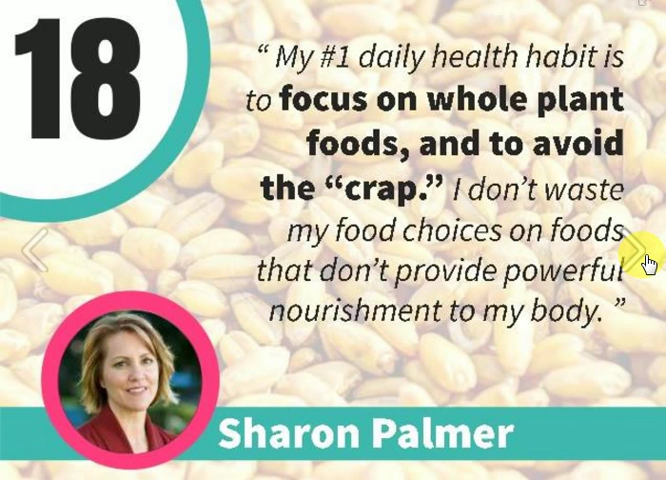 18
“ My #1 daily health habit is
to focus on whole plant
foods, and to avoid
the “crap.” I don’t waste
my food choices on foods
that don’t provide powerful
nourishment to my body. ”
Sharon Palmer